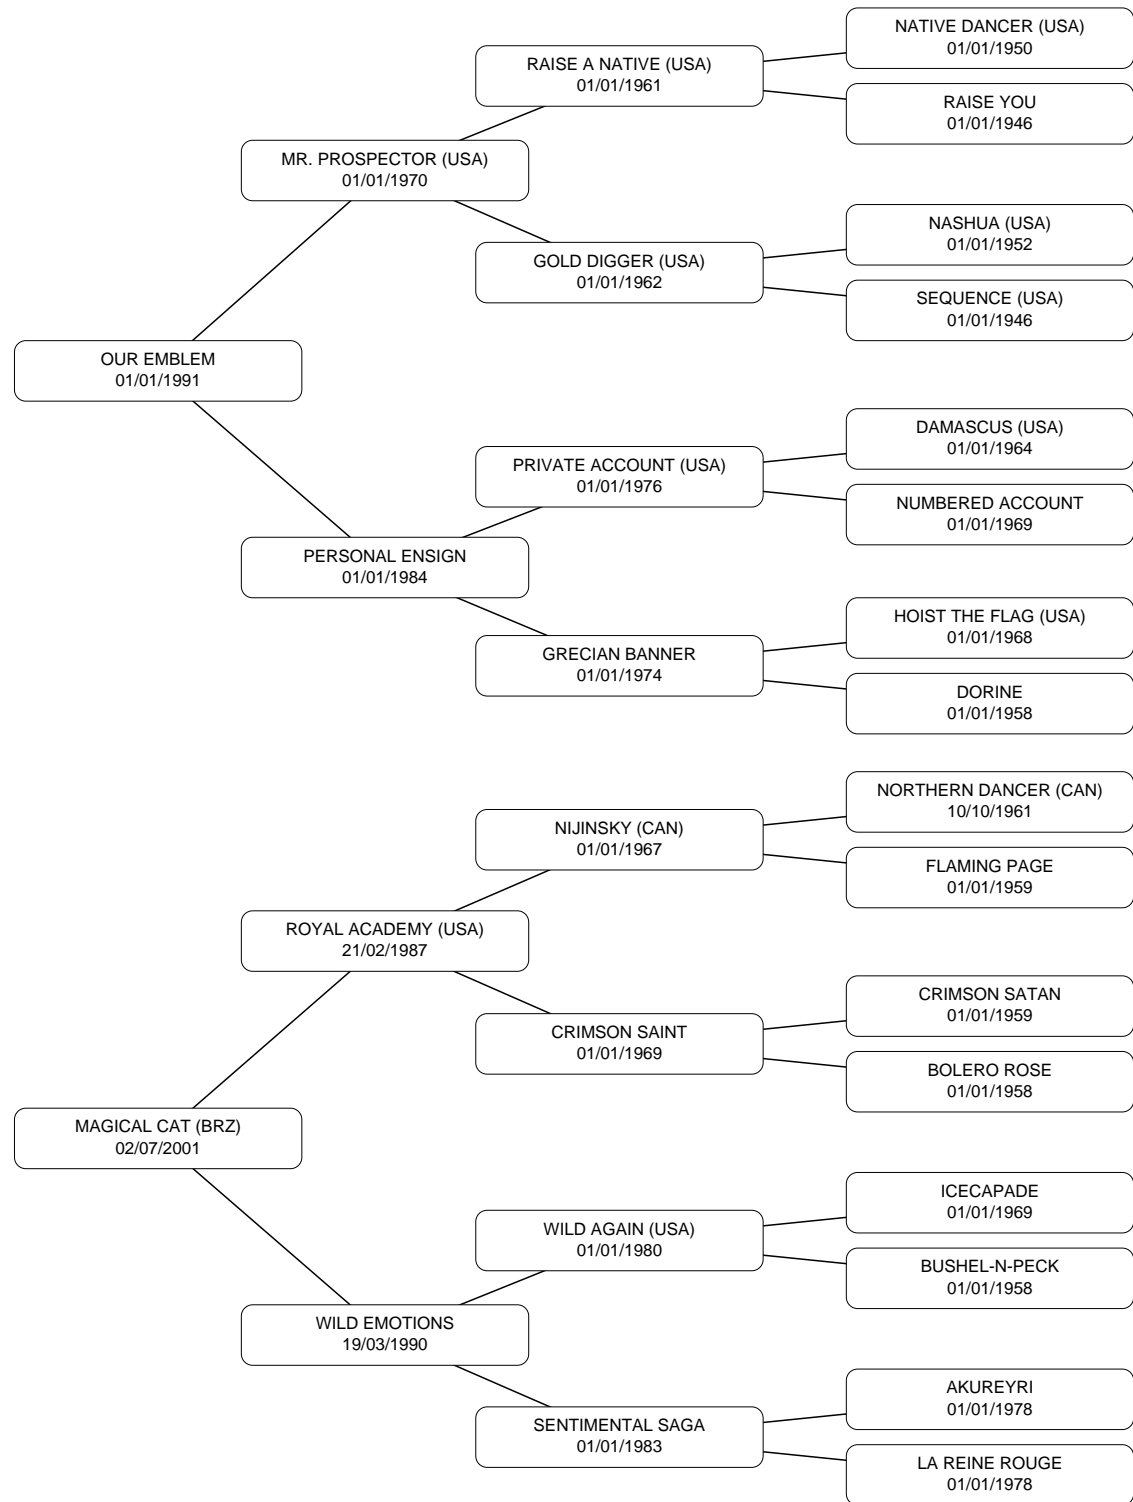 NATIVE DANCER (USA)
01/01/1950
RAISE A NATIVE (USA)
01/01/1961
RAISE YOU
01/01/1946
MR. PROSPECTOR (USA)
01/01/1970
NASHUA (USA)
01/01/1952
GOLD DIGGER (USA)
01/01/1962
SEQUENCE (USA)
01/01/1946
OUR EMBLEM
01/01/1991
DAMASCUS (USA)
01/01/1964
PRIVATE ACCOUNT (USA)
01/01/1976
NUMBERED ACCOUNT
01/01/1969
PERSONAL ENSIGN
01/01/1984
HOIST THE FLAG (USA)
01/01/1968
GRECIAN BANNER
01/01/1974
DORINE
01/01/1958
NORTHERN DANCER (CAN)
10/10/1961
NIJINSKY (CAN)
01/01/1967
FLAMING PAGE
01/01/1959
ROYAL ACADEMY (USA)
21/02/1987
CRIMSON SATAN
01/01/1959
CRIMSON SAINT
01/01/1969
BOLERO ROSE
01/01/1958
MAGICAL CAT (BRZ)
02/07/2001
ICECAPADE
01/01/1969
WILD AGAIN (USA)
01/01/1980
BUSHEL-N-PECK
01/01/1958
WILD EMOTIONS
19/03/1990
AKUREYRI
01/01/1978
SENTIMENTAL SAGA
01/01/1983
LA REINE ROUGE
01/01/1978